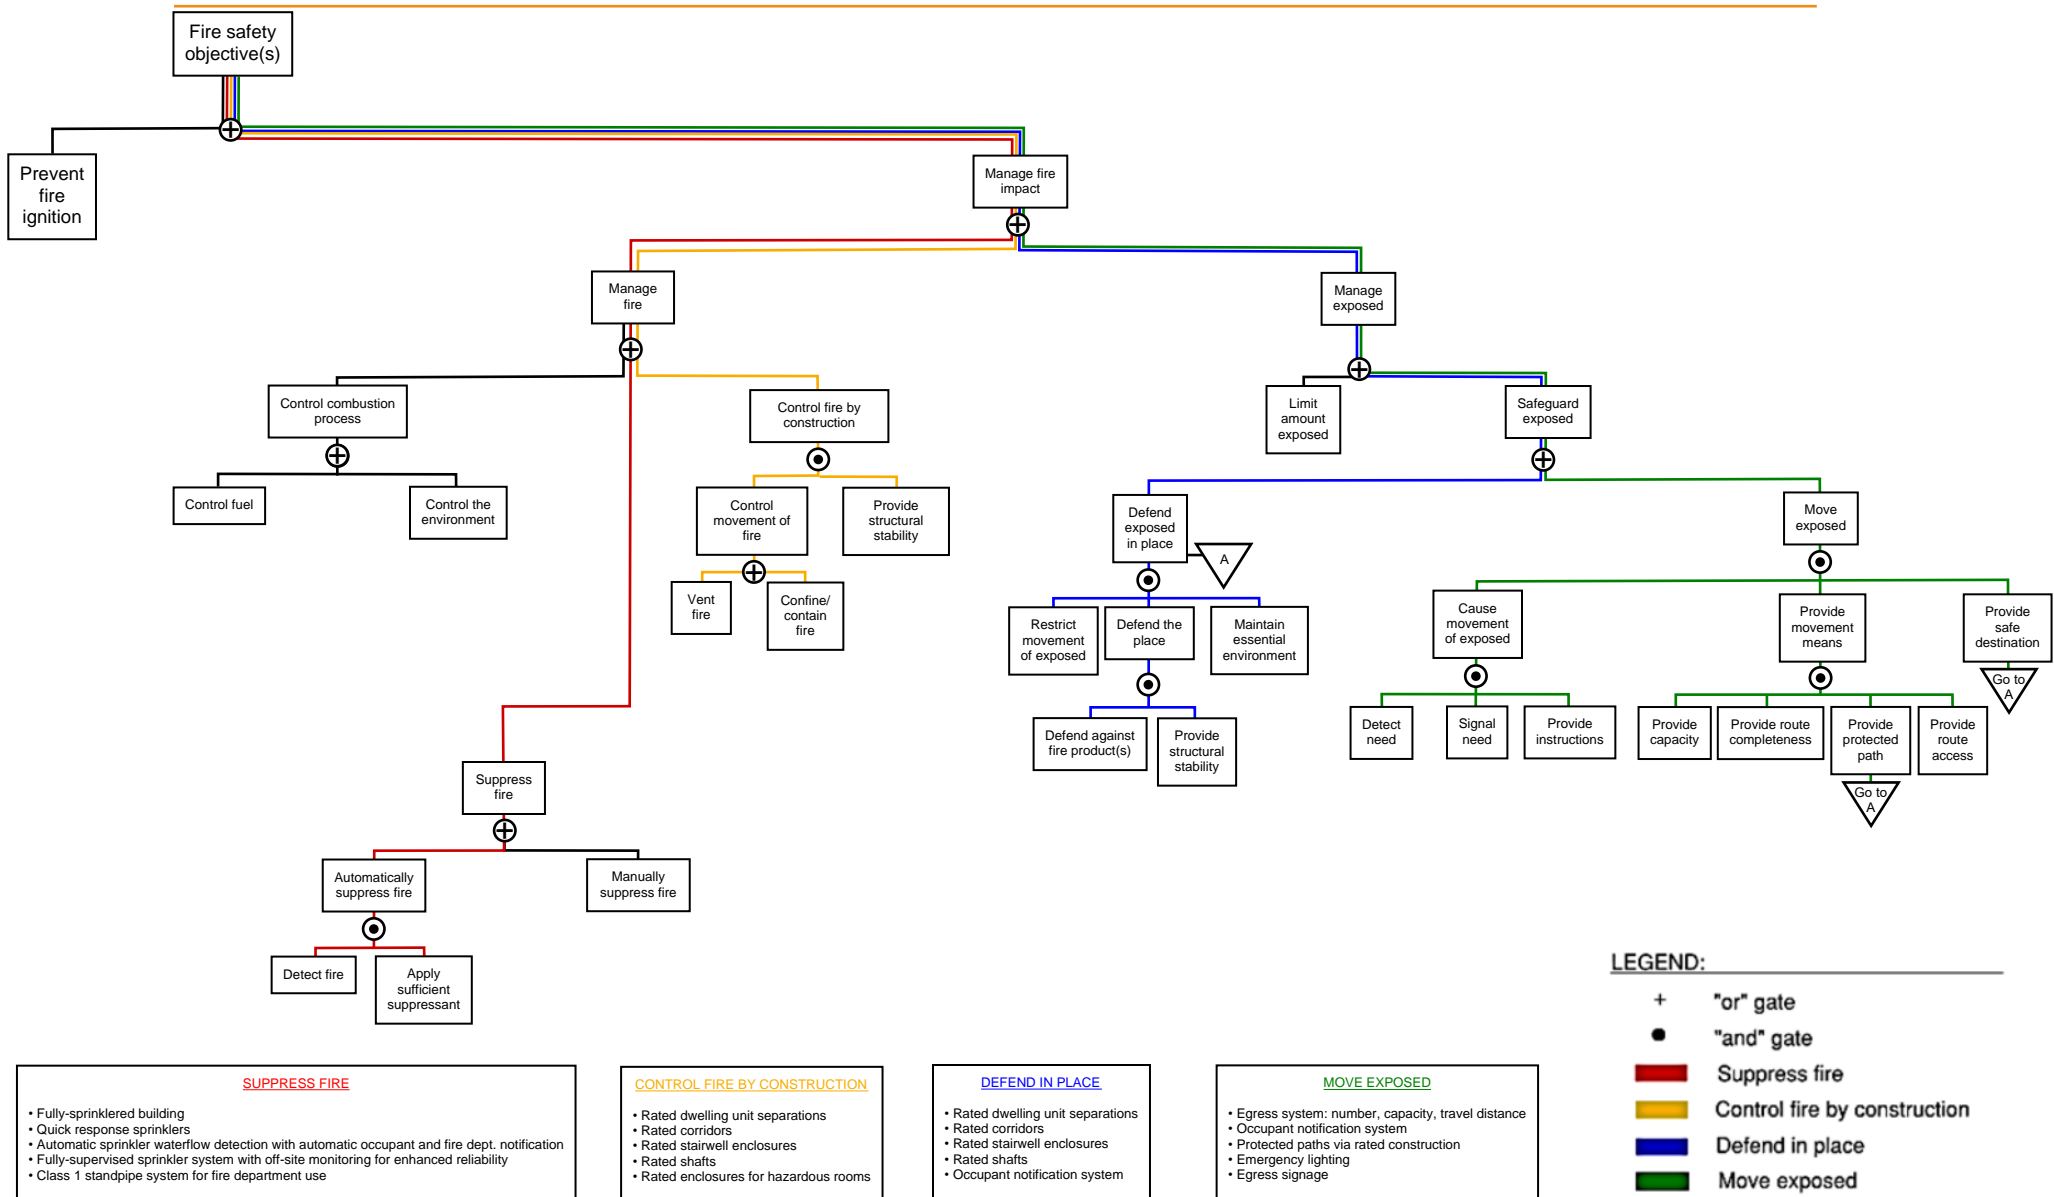 Fire safety
objective(s)
Prevent
fire
ignition
Manage fire
impact
Manage
fire
Manage
exposed
Control combustion
process
Control fire by
construction
Limit
amount
exposed
Safeguard
exposed
Control fuel
Control the
environment
Control
movement of
fire
Provide
structural
stability
Defend
exposed
in place
A
Move
exposed
Vent
fire
Confine/
contain
fire
Restrict
movement
of exposed
Defend the
place
Maintain
essential
environment
Cause
movement
of exposed
Provide
movement
means
Provide
safe
destination
Go to
A
Defend against
fire product(s)
Provide
structural
stability
Detect
need
Signal
need
Provide
instructions
Provide
capacity
Provide route
completeness
Provide
protected
path
Provide
route
access
Go to
A
Suppress
fire
Automatically
suppress fire
Manually
suppress fire
Detect fire
Apply
sufficient
suppressant
LEGEND:
+ "or" gate
● "and" gate
Suppress fire
Control fire by construction
Defend in place
Move exposed
SUPPRESS FIRE
• Fully-sprinklered building
• Quick response sprinklers
• Automatic sprinkler waterflow detection with automatic occupant and fire dept. notification
• Fully-supervised sprinkler system with off-site monitoring for enhanced reliability
• Class 1 standpipe system for fire department use
CONTROL FIRE BY CONSTRUCTION
• Rated dwelling unit separations
• Rated corridors
• Rated stairwell enclosures
• Rated shafts
• Rated enclosures for hazardous rooms
DEFEND IN PLACE
• Rated dwelling unit separations
• Rated corridors
• Rated stairwell enclosures
• Rated shafts
• Occupant notification system
MOVE EXPOSED
• Egress system: number, capacity, travel distance
• Occupant notification system
• Protected paths via rated construction
• Emergency lighting
• Egress signage